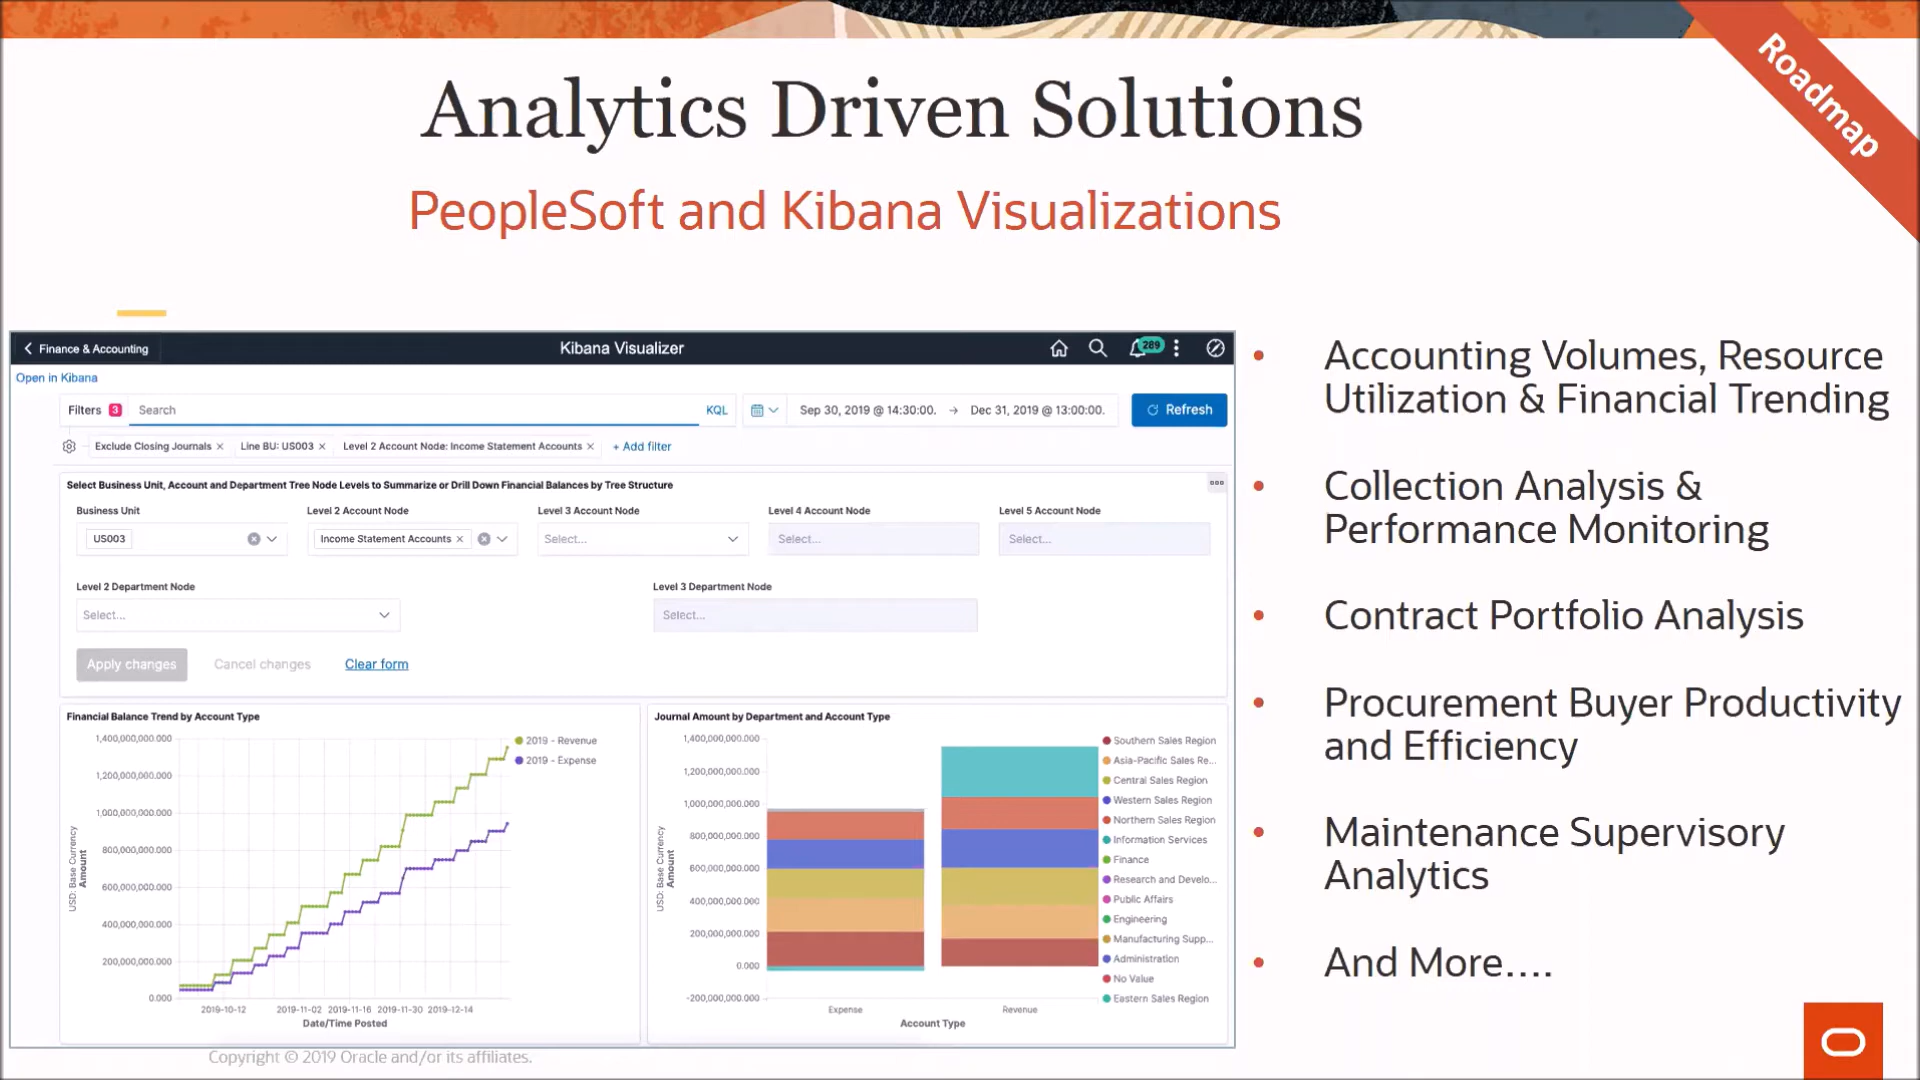 Roadmap
Analytics Driven Solutions
PeopleSoft and Kibana Visualizations
Finance & Accounting
Kibana Visualizer
289
Open in Kibana
Filters 3 Search KQL
Sep 30, 2019 @ 14:30:00. → Dec 31, 2019 @ 13:00:00.
Refresh
Exclude Closing Journals × Line BU: US003 × Level 2 Account Node: Income Statement Accounts × + Add filter
Select Business Unit, Account and Department Tree Node Levels to Summarize or Drill Down Financial Balances by Tree Structure
Business Unit Level 2 Account Node Level 3 Account Node Level 4 Account Node Level 5 Account Node
US003 Income Statement Accounts × Select... Select... Select...
Level 2 Department Node Level 3 Department Node
Select... Select...
Apply changes Cancel changes Clear form
Financial Balance Trend by Account Type
1,400,000,000.000
1,200,000,000.000
1,000,000,000.000
800,000,000.000
600,000,000.000
400,000,000.000
200,000,000.000
0.000
USD: Base Currency
Amount
2019 - Revenue
2019 - Expense
2019-10-12 2019-11-02 2019-11-16 2019-11-30 2019-12-14
Date/Time Posted
Journal Amount by Department and Account Type
1,400,000,000.000
1,200,000,000.000
1,000,000,000.000
800,000,000.000
600,000,000.000
400,000,000.000
200,000,000.000
0.000
-200,000,000.000
USD: Base Currency
Amount
Expense Revenue
Account Type
Southern Sales Region
Asia-Pacific Sales Re...
Central Sales Region
Western Sales Region
Northern Sales Region
Information Services
Finance
Research and Develo...
Public Affairs
Engineering
Manufacturing Supp...
Administration
No Value
Eastern Sales Region
• Accounting Volumes, Resource
Utilization & Financial Trending
• Collection Analysis &
Performance Monitoring
• Contract Portfolio Analysis
• Procurement Buyer Productivity
and Efficiency
• Maintenance Supervisory
Analytics
• And More....
Copyright © 2019 Oracle and/or its affiliates.